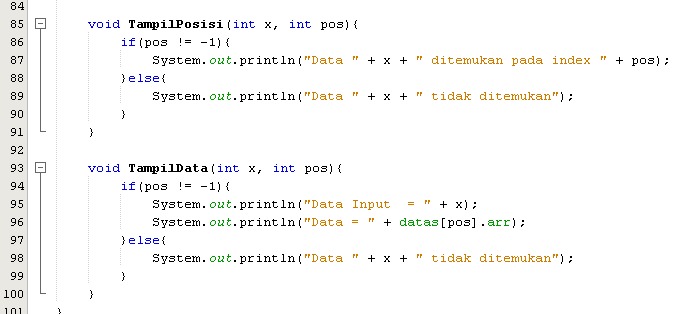 84
85 void TampilPosisi(int x, int pos){
86 if(pos != -1){
87 System.out.println("Data " + x + " ditemukan pada index " + pos);
88 }else{
89 System.out.println("Data " + x + " tidak ditemukan");
90 }
91 }
92
93 void TampilData(int x, int pos){
94 if(pos != -1){
95 System.out.println("Data Input  = " + x);
96 System.out.println("Data = " + datas[pos].arr);
97 }else{
98 System.out.println("Data " + x + " tidak ditemukan");
99 }
100 }
101 }